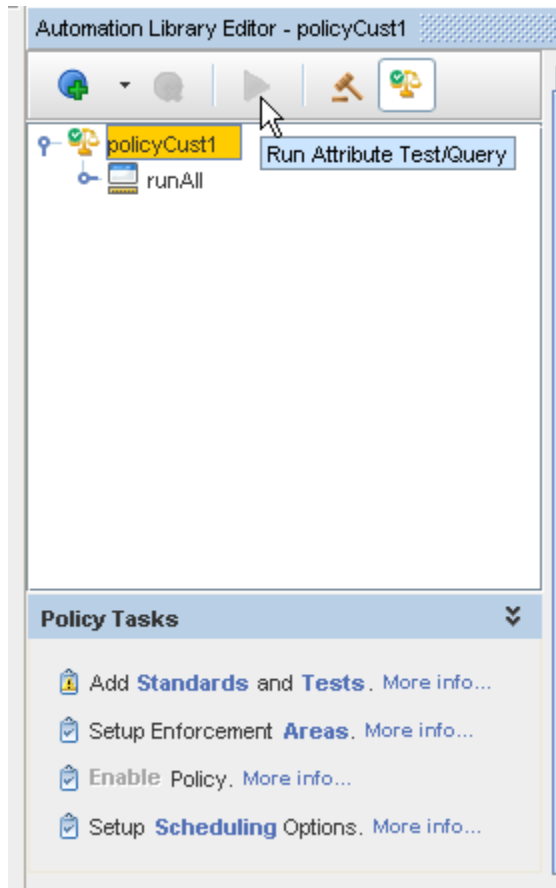 Automation Library Editor - policyCust1
policyCust1
Run Attribute Test/Query
runAll
Policy Tasks
Add Standards and Tests. More info...
Setup Enforcement Areas. More info...
Enable Policy. More info...
Setup Scheduling Options. More info...